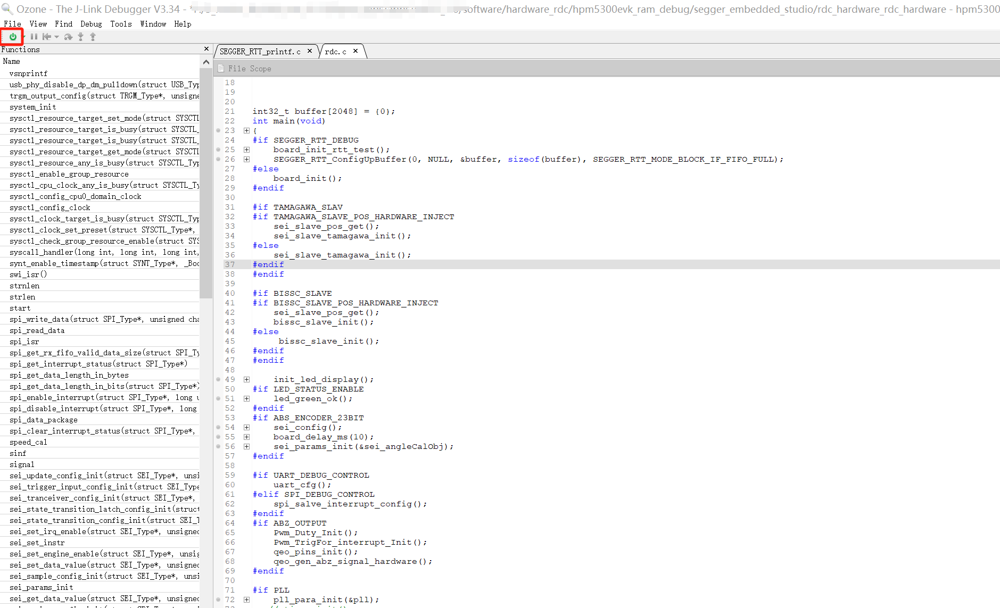 Ozone - The J-Link Debugger V3.34 - software/hardware_rdc/hpm5300evk_ram_debug/segger_embedded_studio/rdc_hardware_rdc_hardware - hpm5300
File View Find Debug Tools Window Help
Functions
Name
vsnprintf
usb_phy_disable_dp_dm_pulldown(struct USB_Typ
trgm_output_config(struct TRGM_Type*, unsigne
system_init
sysctl_resource_target_set_mode(struct SYSCTL
sysctl_resource_target_is_busy(struct SYSCTL_
sysctl_resource_target_is_busy(struct SYSCTL_
sysctl_resource_target_get_mode(struct SYSCTL
sysctl_resource_any_is_busy(struct SYSCTL_Typ
sysctl_enable_group_resource
sysctl_cpu_clock_any_is_busy(struct SYSCTL_Ty
sysctl_config_cpu0_domain_clock
sysctl_config_clock
sysctl_clock_target_is_busy(struct SYSCTL_Typ
sysctl_clock_set_preset(struct SYSCTL_Type*,
sysctl_check_group_resource_enable(struct SYS
syscall_handler(long int, long int, long int,
synt_enable_timestamp(struct SYNT_Type*, _Boo
swi_isr()
strnlen
strlen
start
spi_write_data(struct SPI_Type*, unsigned cha
spi_read_data
spi_isr
spi_get_rx_fifo_valid_data_size(struct SPI_Ty
spi_get_interrupt_status(struct SPI_Type*)
spi_get_data_length_in_bytes
spi_get_data_length_in_bits(struct SPI_Type*)
spi_enable_interrupt(struct SPI_Type*, long u
spi_disable_interrupt(struct SPI_Type*, long
spi_data_package
spi_clear_interrupt_status(struct SPI_Type*,
speed_cal
sinf
signal
sei_update_config_init(struct SEI_Type*, unsi
sei_trigger_input_config_init(struct SEI_Type
sei_tranceiver_config_init(struct SEI_Type*,
sei_state_transition_latch_config_init(struct
sei_state_transition_config_init(struct SEI_T
sei_set_irq_enable(struct SEI_Type*, unsigned
sei_set_instr
sei_set_engine_enable(struct SEI_Type*, unsig
sei_set_data_value(struct SEI_Type*, unsigned
sei_sample_config_init(struct SEI_Type*, unsi
sei_params_init
sei_get_data_value(struct SEI_Type*, unsigned
SEGGER_RTT_printf.c rdc.c
File Scope
18
19
20
21 int32_t buffer[2048] = {0};
22 int main(void)
23 {
24 #if SEGGER_RTT_DEBUG
25 board_init_rtt_test();
26 SEGGER_RTT_ConfigUpBuffer(0, NULL, &buffer, sizeof(buffer), SEGGER_RTT_MODE_BLOCK_IF_FIFO_FULL);
27 #else
28 board_init();
29 #endif
30
31 #if TAMAGAWA_SLAV
32 #if TAMAGAWA_SLAVE_POS_HARDWARE_INJECT
33 sei_slave_pos_get();
34 sei_slave_tamagawa_init();
35 #else
36 sei_slave_tamagawa_init();
37 #endif
38 #endif
39
40 #if BISSC_SLAVE
41 #if BISSC_SLAVE_POS_HARDWARE_INJECT
42 sei_slave_pos_get();
43 bissc_slave_init();
44 #else
45 bissc_slave_init();
46 #endif
47 #endif
48
49 init_led_display();
50 #if LED_STATUS_ENABLE
51 led_green_ok();
52 #endif
53 #if ABS_ENCODER_23BIT
54 sei_config();
55 board_delay_ms(10);
56 sei_params_init(&sei_angleCalObj);
57 #endif
58
59 #if UART_DEBUG_CONTROL
60 uart_cfg();
61 #elif SPI_DEBUG_CONTROL
62 spi_salve_interrupt_config();
63 #endif
64 #if ABZ_OUTPUT
65 Pwm_Duty_Init();
66 Pwm_TrigFor_interrupt_Init();
67 qeo_pins_init();
68 qeo_gen_abz_signal_hardware();
69 #endif
70
71 #if PLL
72 pll_para_init(&pll);